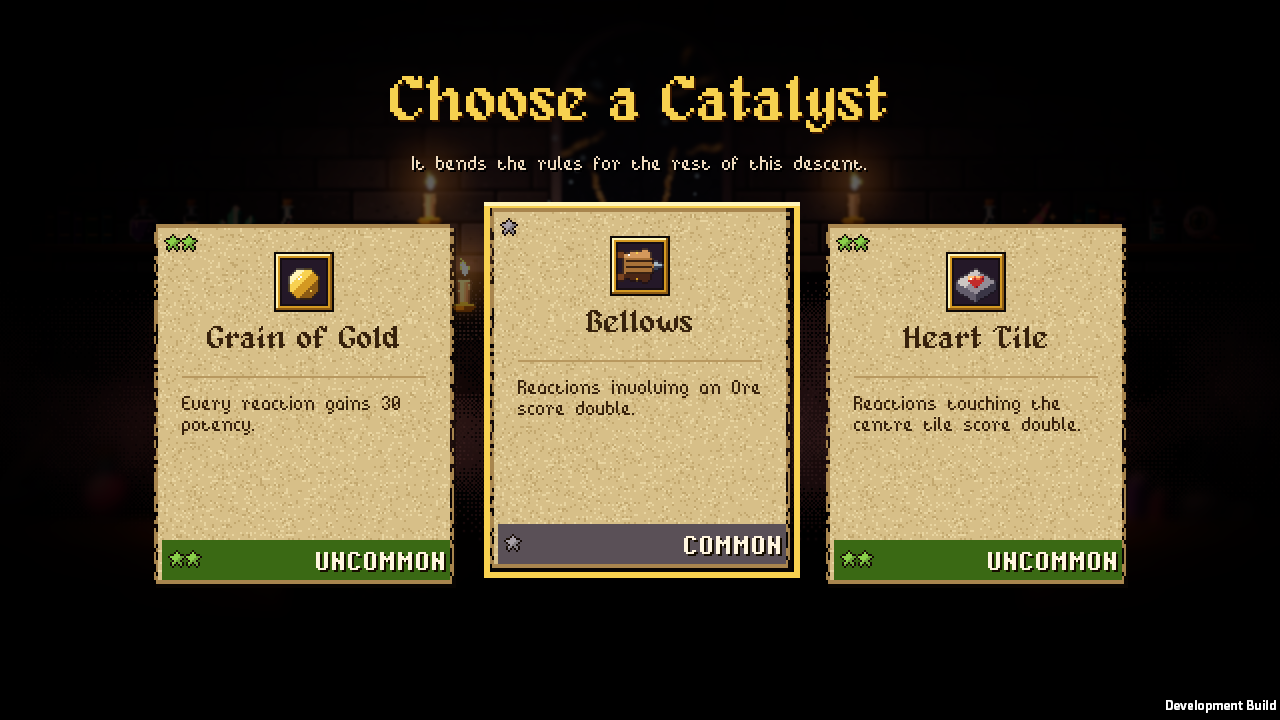 Choose a Catalyst
It bends the rules for the rest of this descent.
Grain of Gold
Every reaction gains 30
potency.
UNCOMMON
Bellows
Reactions involving an Ore
score double.
COMMON
Heart Tile
Reactions touching the
centre tile score double.
UNCOMMON
Development Build